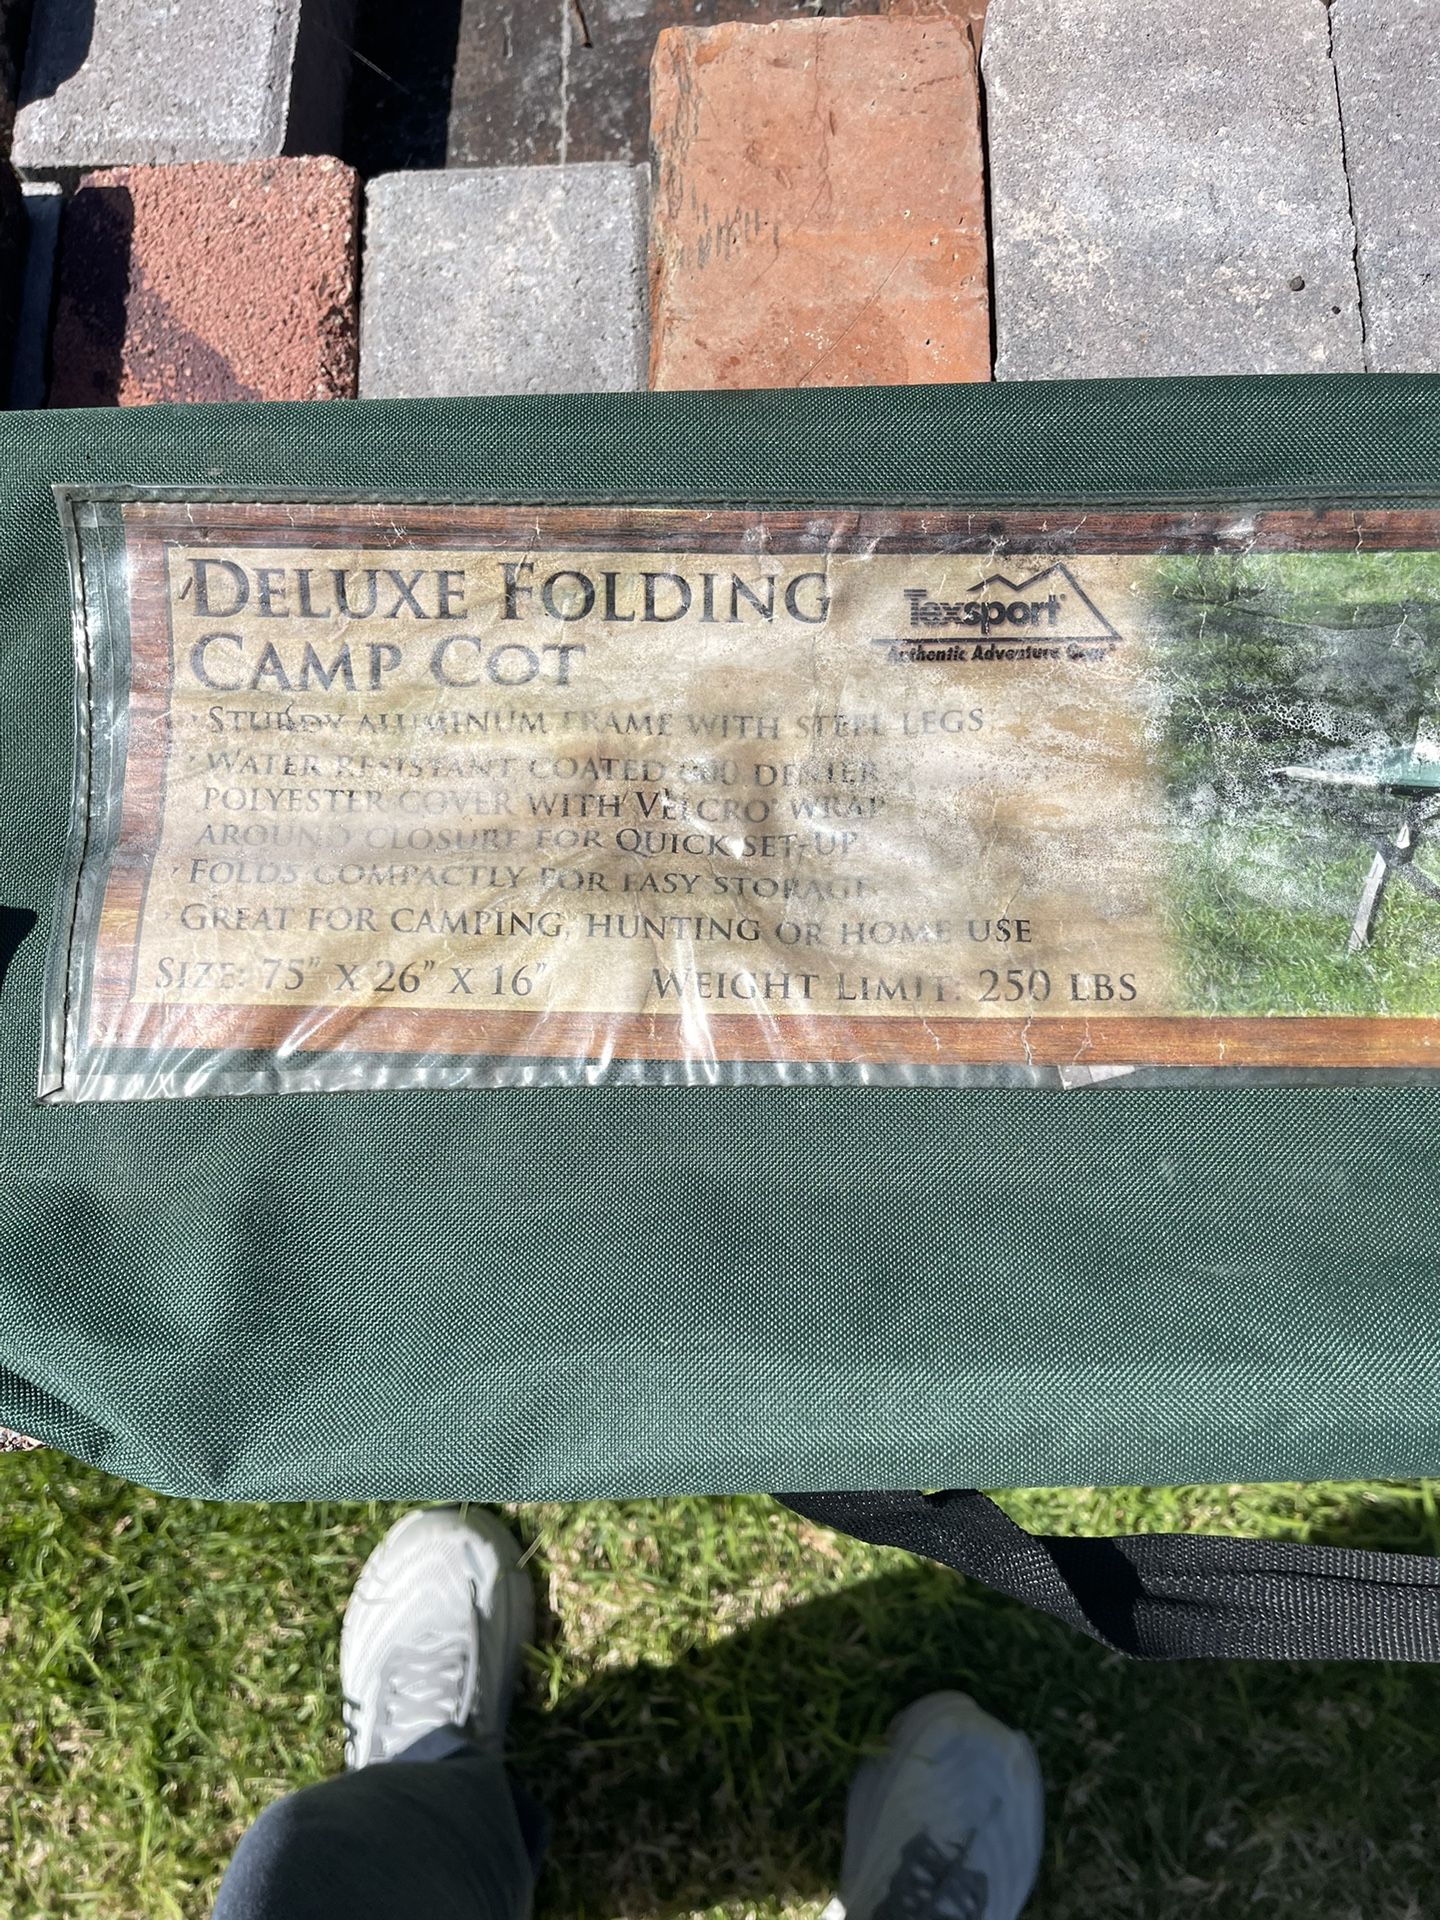 DELUXE FOLDING
CAMP COT
Texsport®
Authentic Adventure Gear®
STURDY ALUMINUM FRAME WITH STEEL LEGS
WATER RESISTANT COATED 600 DENIER
POLYESTER COVER WITH VELCRO® WRAP
AROUND CLOSURE FOR QUICK SET-UP
FOLDS COMPACTLY FOR EASY STORAGE
GREAT FOR CAMPING, HUNTING OR HOME USE
SIZE: 75" X 26" X 16" WEIGHT LIMIT: 250 LBS